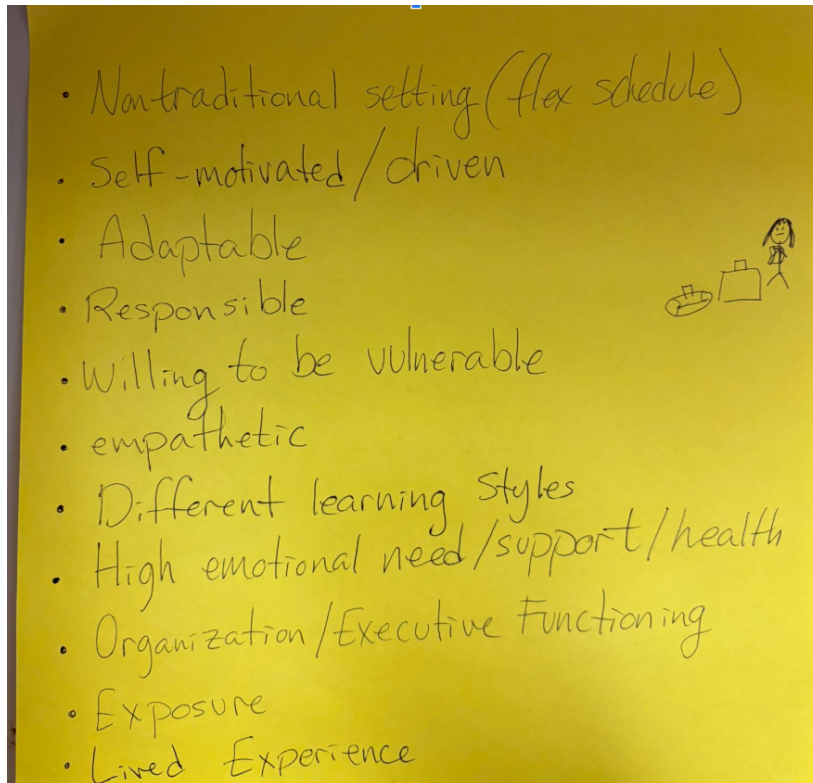 • Nontraditional setting (flex schedule)
• Self-motivated/driven
• Adaptable
• Responsible
• Willing to be vulnerable
• empathetic
• Different learning styles
• High emotional need/support/health
• Organization/Executive Functioning
• Exposure
• Lived Experience